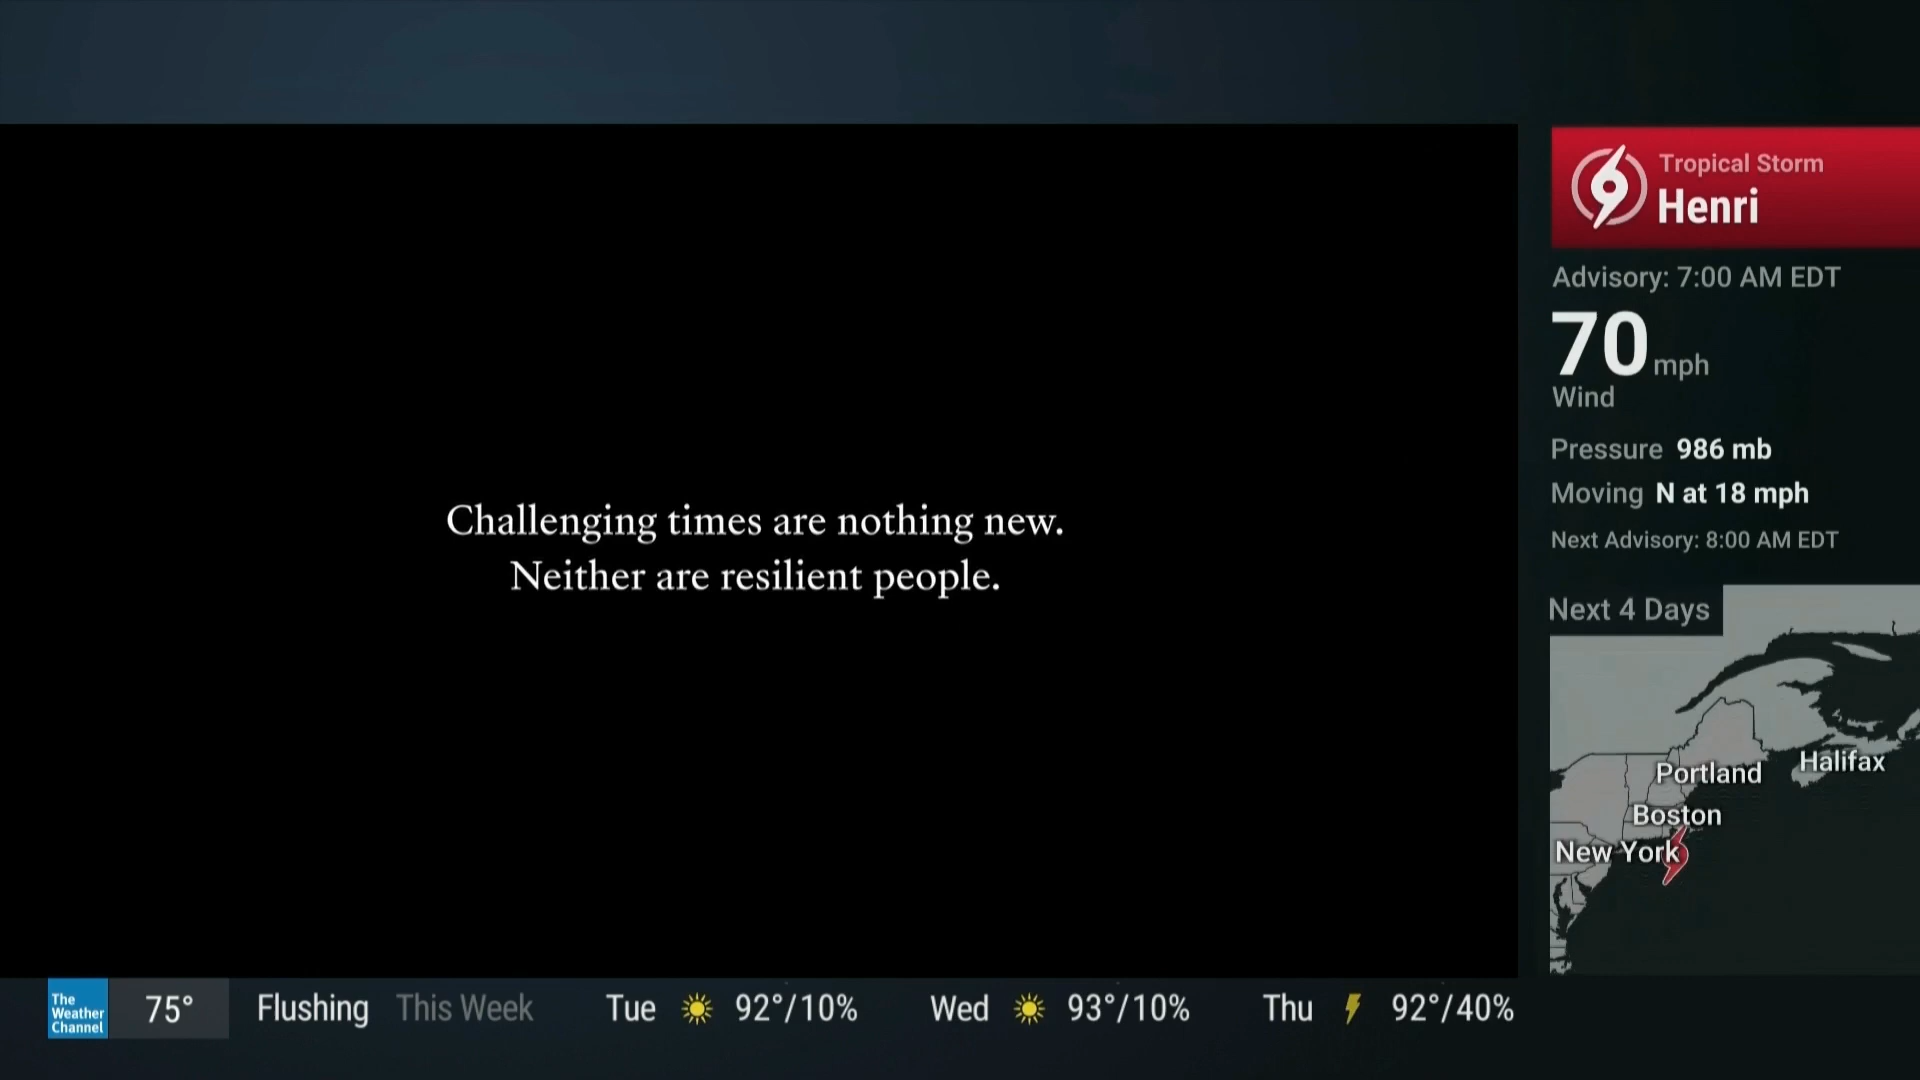 Challenging times are nothing new.
Neither are resilient people.
Tropical Storm
Henri
Advisory: 7:00 AM EDT
70 mph
Wind
Pressure 986 mb
Moving N at 18 mph
Next Advisory: 8:00 AM EDT
Next 4 Days
Halifax
Portland
Boston
New York
The
Weather
Channel
75° Flushing This Week Tue 92°/10% Wed 93°/10% Thu 92°/40%